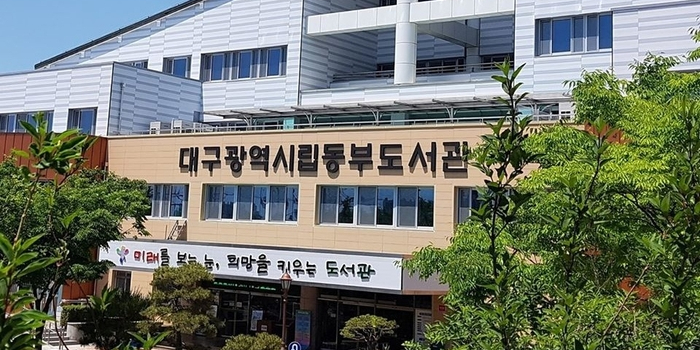 대구광역시립동부도서관
미래를 보는 눈, 희망을 키우는 도서관